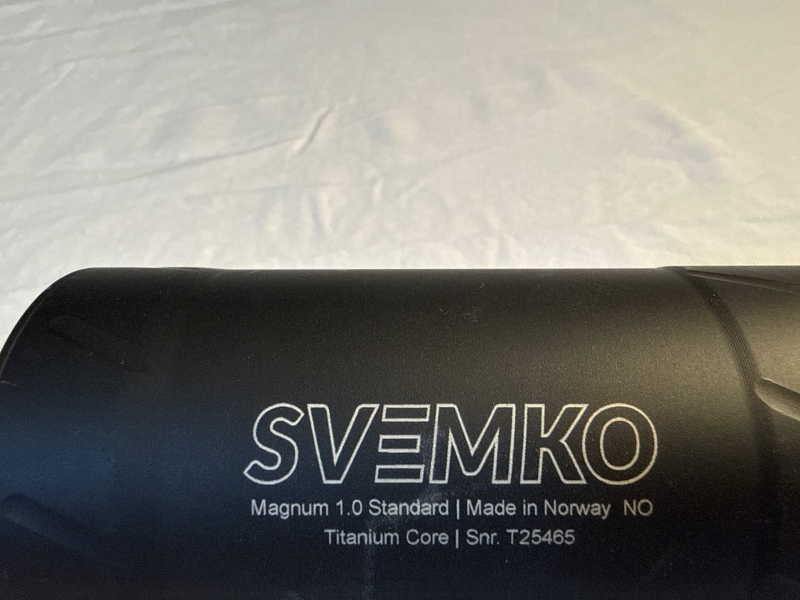 SVEMKO
Magnum 1.0 Standard | Made in Norway NO
Titanium Core | Snr. T25465